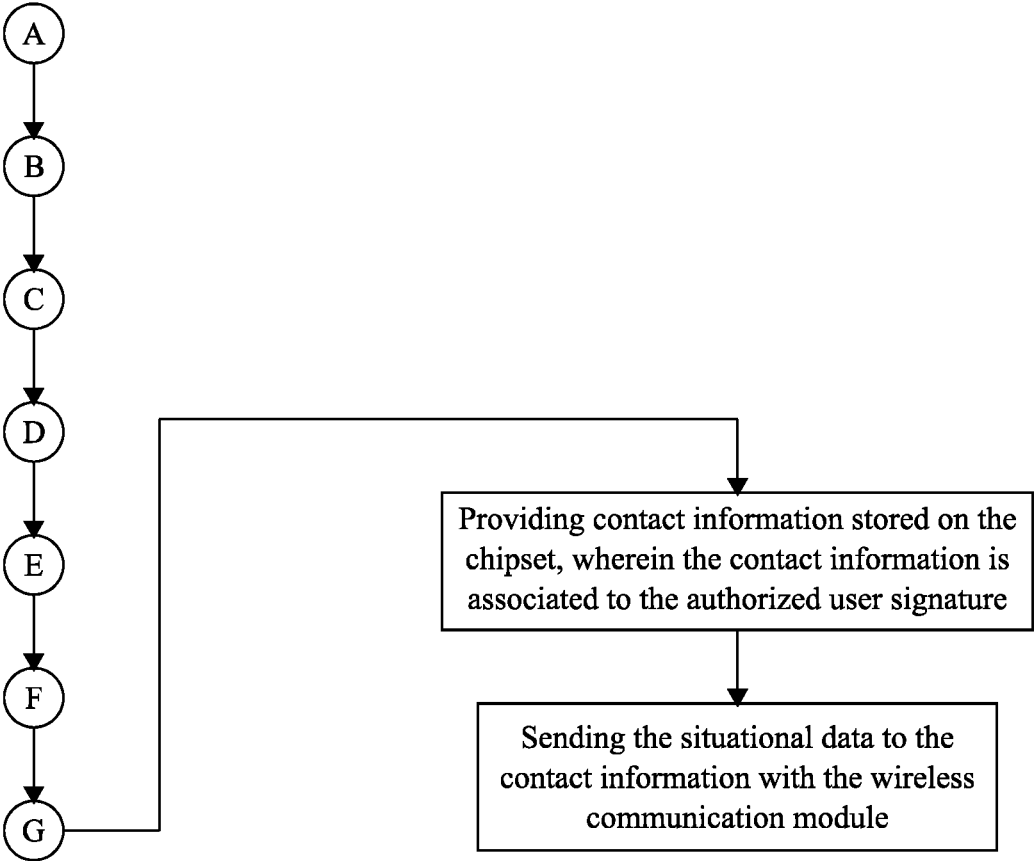 A
B
C
D
E
F
G
Providing contact information stored on the
chipset, wherein the contact information is
associated to the authorized user signature
Sending the situational data to the
contact information with the wireless
communication module